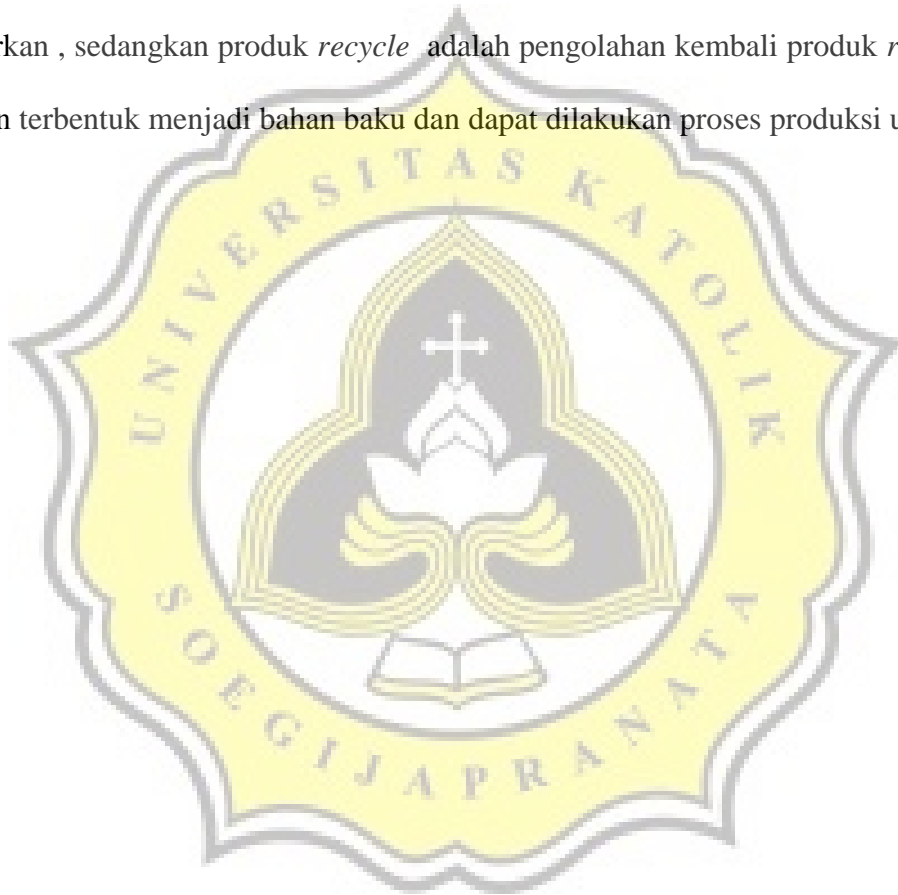 rkan , sedangkan produk recycle adalah pengolahan kembali produk r
n terbentuk menjadi bahan baku dan dapat dilakukan proses produksi u
UNIVERSITAS KATOLIK
SOEGIJAPRANATA